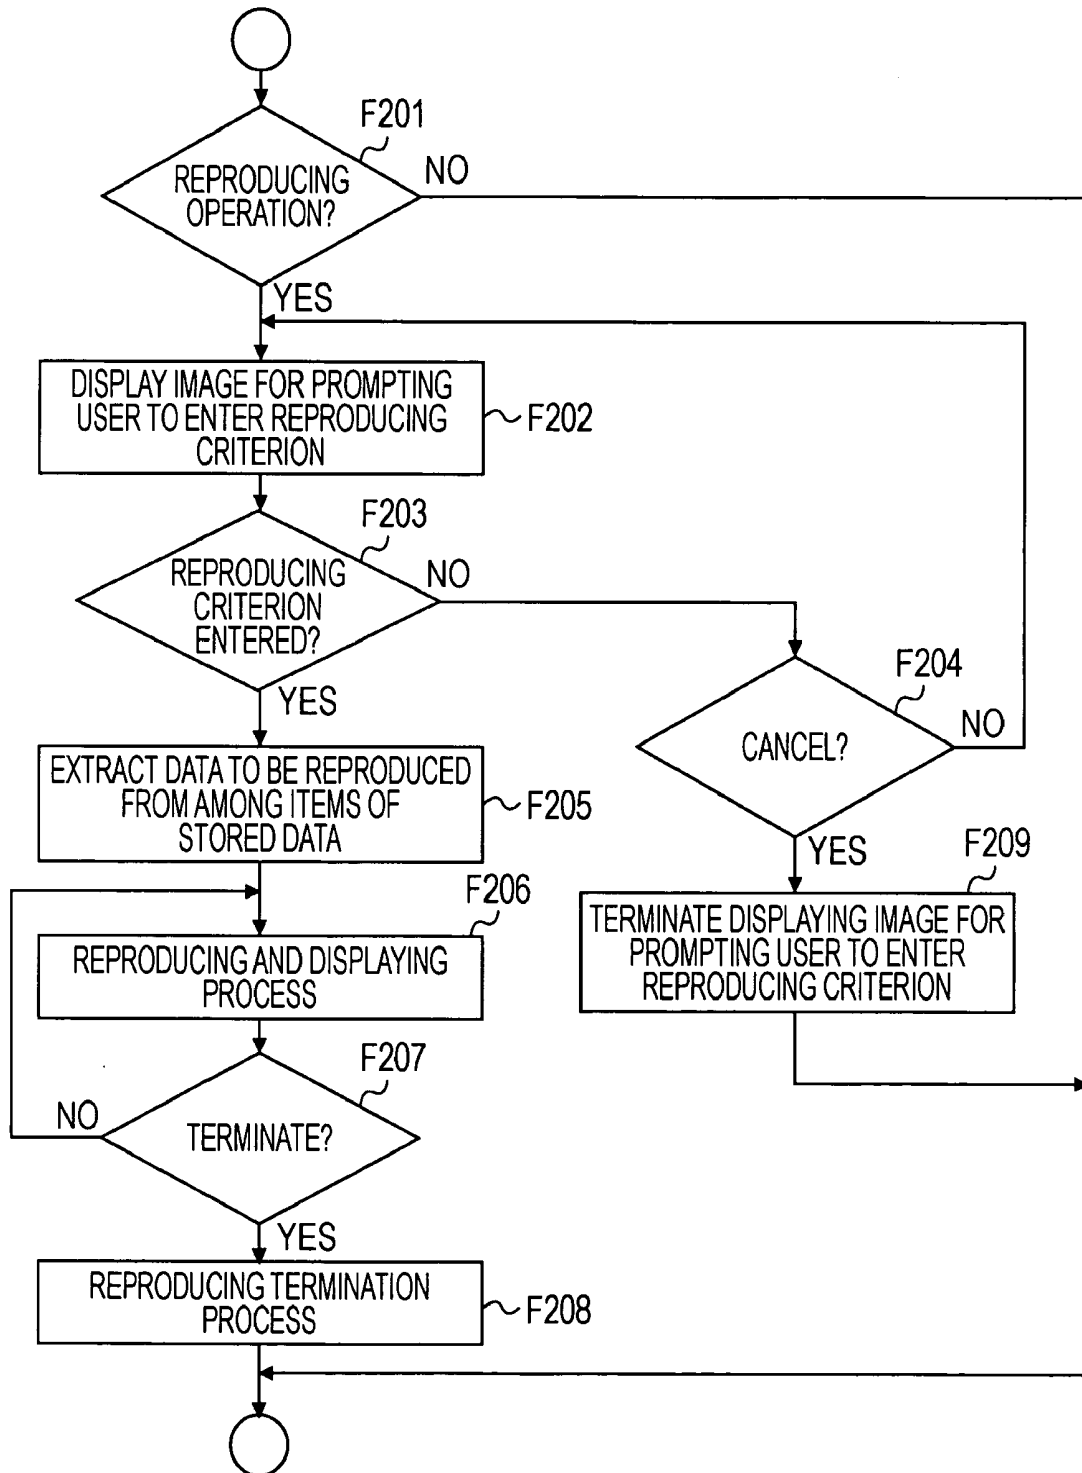 F201
REPRODUCING
OPERATION?
NO
YES
DISPLAY IMAGE FOR PROMPTING
USER TO ENTER REPRODUCING
CRITERION
F202
F203
REPRODUCING
CRITERION
ENTERED?
NO
YES
F204
CANCEL?
NO
YES
EXTRACT DATA TO BE REPRODUCED
FROM AMONG ITEMS OF
STORED DATA
F205
F209
TERMINATE DISPLAYING IMAGE FOR
PROMPTING USER TO ENTER
REPRODUCING CRITERION
F206
REPRODUCING AND DISPLAYING
PROCESS
F207
TERMINATE?
NO
YES
REPRODUCING TERMINATION
PROCESS
F208